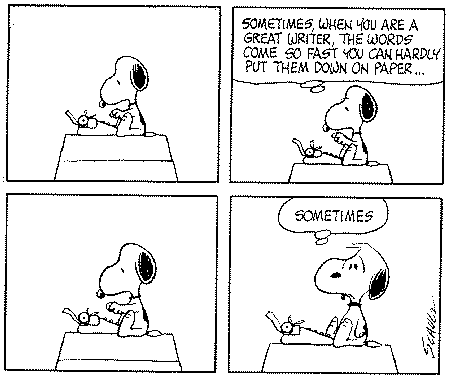 SOMETIMES, WHEN YOU ARE A
GREAT WRITER, THE WORDS
COME SO FAST YOU CAN HARDLY
PUT THEM DOWN ON PAPER...
SOMETIMES
SCHULZ